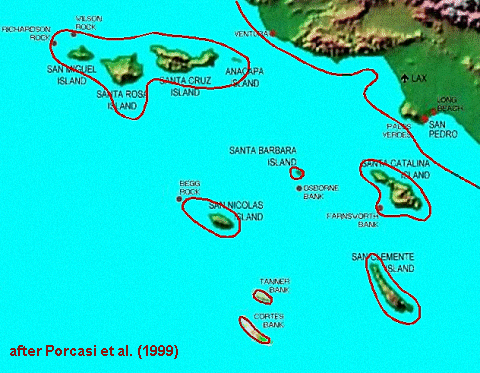 WILSON
ROCK
RICHARDSON
ROCK
VENTURA
SAN MIGUEL
ISLAND
SANTA ROSA
ISLAND
SANTA CRUZ
ISLAND
ANACAPA
ISLAND
LAX
LONG
BEACH
PALOS
VERDES
SAN
PEDRO
SANTA BARBARA
ISLAND
SANTA CATALINA
ISLAND
BEGG
ROCK
OSBORNE
BANK
SAN NICOLAS
ISLAND
FARNSWORTH
BANK
SAN CLEMENTE
ISLAND
TANNER
BANK
CORTES
BANK
after Porcasi et al. (1999)